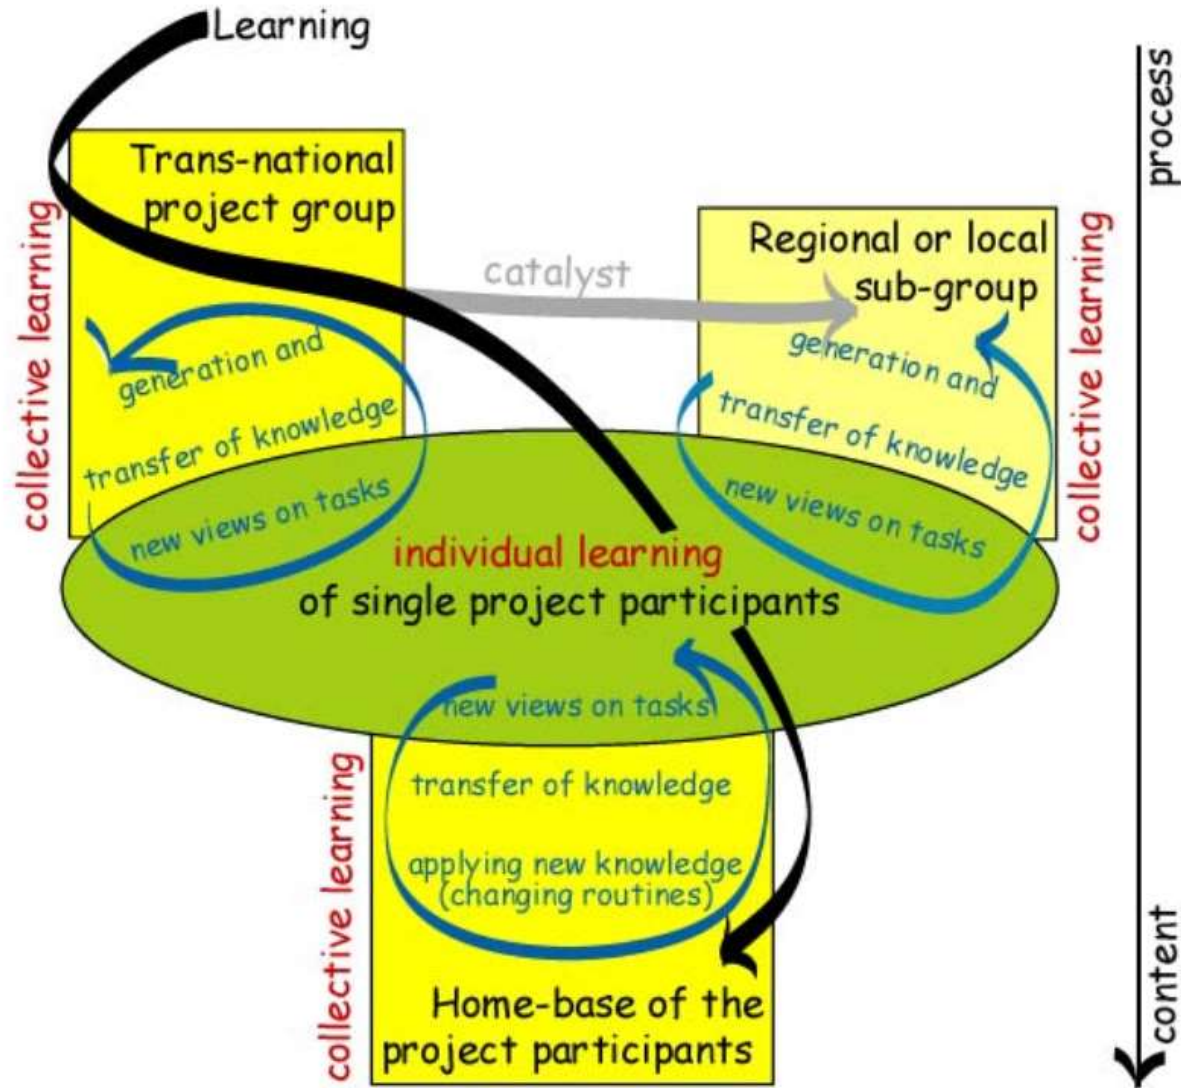 Learning
process
Trans-national
project group
collective learning
catalyst
Regional or local
sub-group
collective learning
generation and
transfer of knowledge
new views on tasks
generation and
transfer of knowledge
new views on tasks
individual learning
of single project participants
new views on tasks
transfer of knowledge
applying new knowledge
(changing routines)
collective learning
Home-base of the
project participants
content